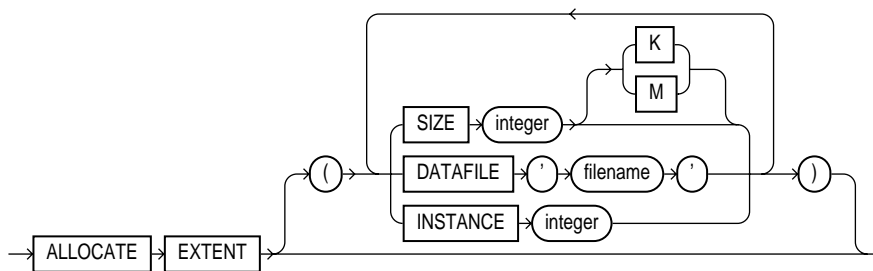 K
M
SIZE integer
( DATAFILE ' filename ' )
INSTANCE integer
ALLOCATE EXTENT